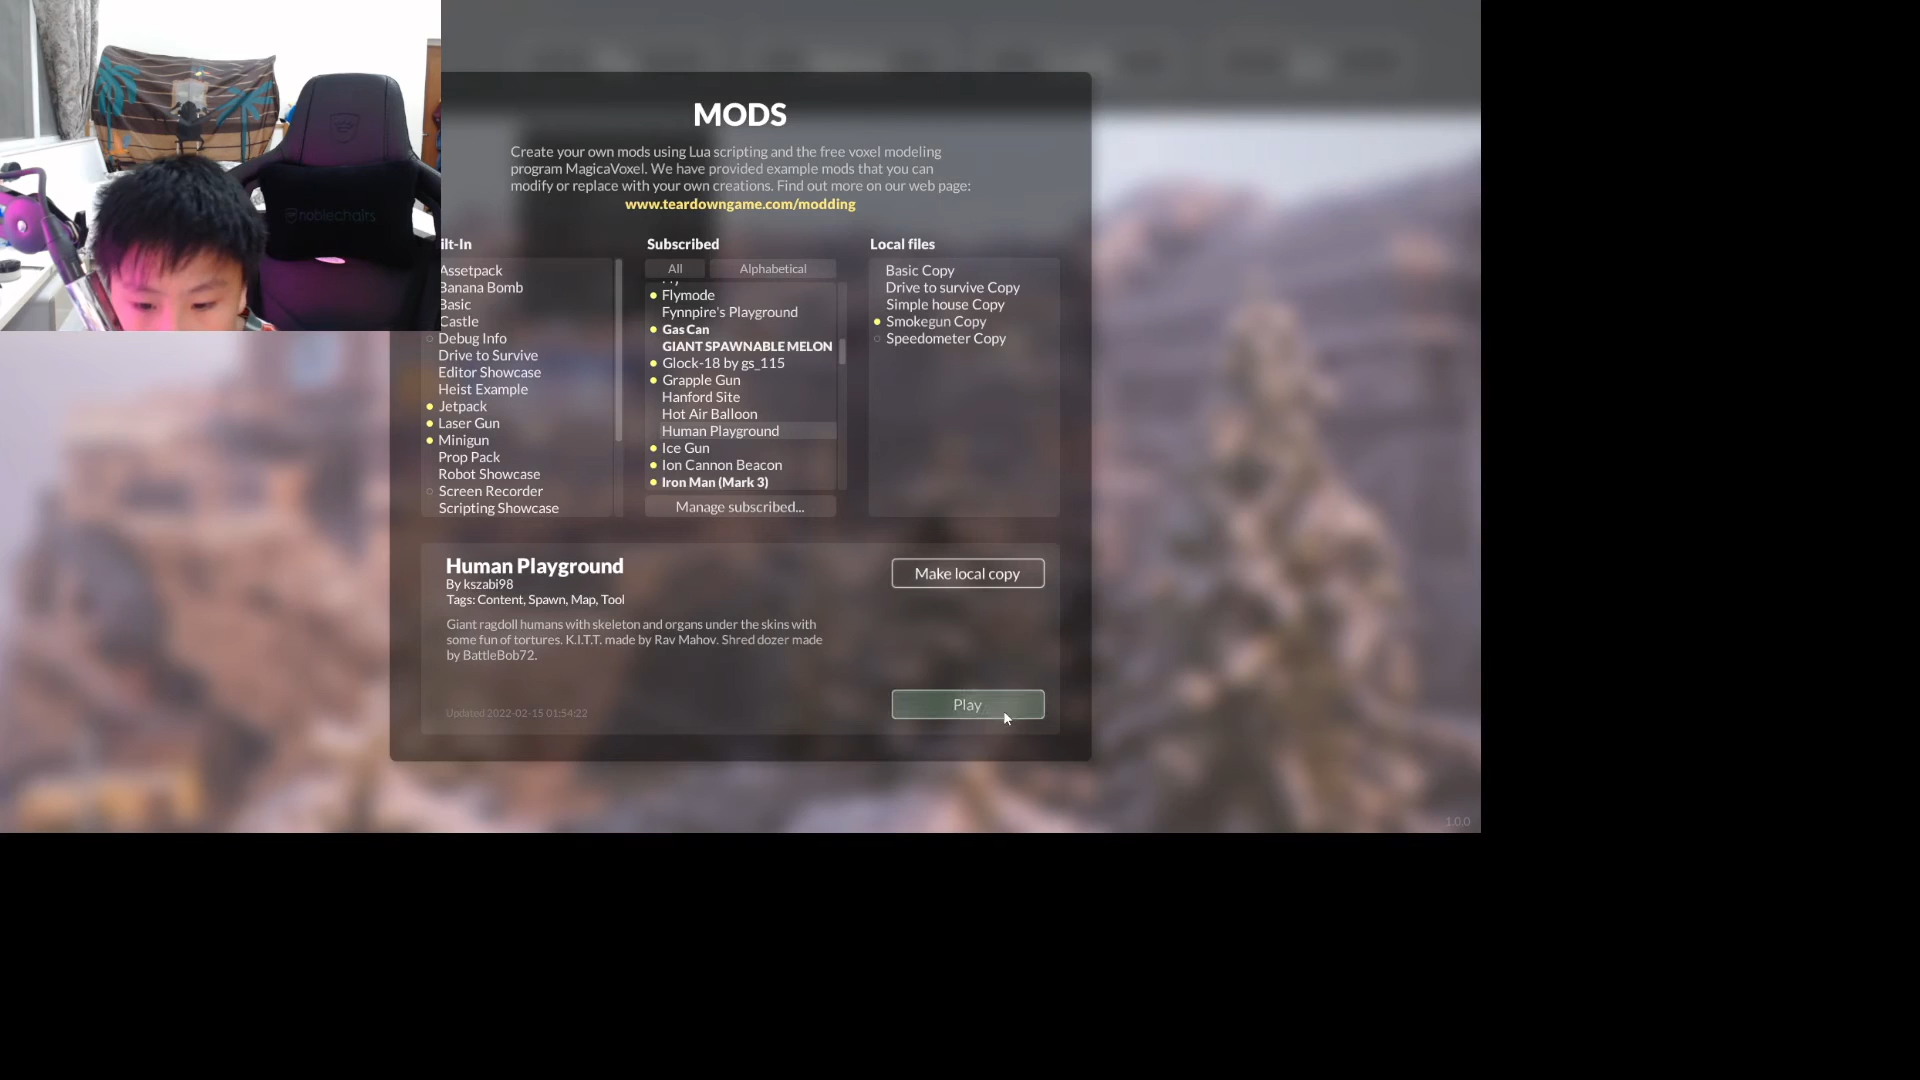 MODS
Create your own mods using Lua scripting and the free voxel modeling
program MagicaVoxel. We have provided example mods that you can
modify or replace with your own creations. Find out more on our web page:
www.teardowngame.com/modding
ilt-In
Assetpack
Banana Bomb
Basic
Castle
Debug Info
Drive to Survive
Editor Showcase
Heist Example
Jetpack
Laser Gun
Minigun
Prop Pack
Robot Showcase
Screen Recorder
Scripting Showcase
Subscribed
All Alphabetical
Flymode
Fynnpire's Playground
Gas Can
GIANT SPAWNABLE MELON
Glock-18 by gs_115
Grapple Gun
Hanford Site
Hot Air Balloon
Human Playground
Ice Gun
Ion Cannon Beacon
Iron Man (Mark 3)
Manage subscribed...
Local files
Basic Copy
Drive to survive Copy
Simple house Copy
Smokegun Copy
Speedometer Copy
Human Playground
By kszabi98
Tags: Content, Spawn, Map, Tool
Giant ragdoll humans with skeleton and organs under the skins with
some fun of tortures. K.I.T.T. made by Rav Mahov. Shred dozer made
by BattleBob72.
Updated 2022-02-15 01:54:22
Make local copy
Play
1.0.0
noblechairs